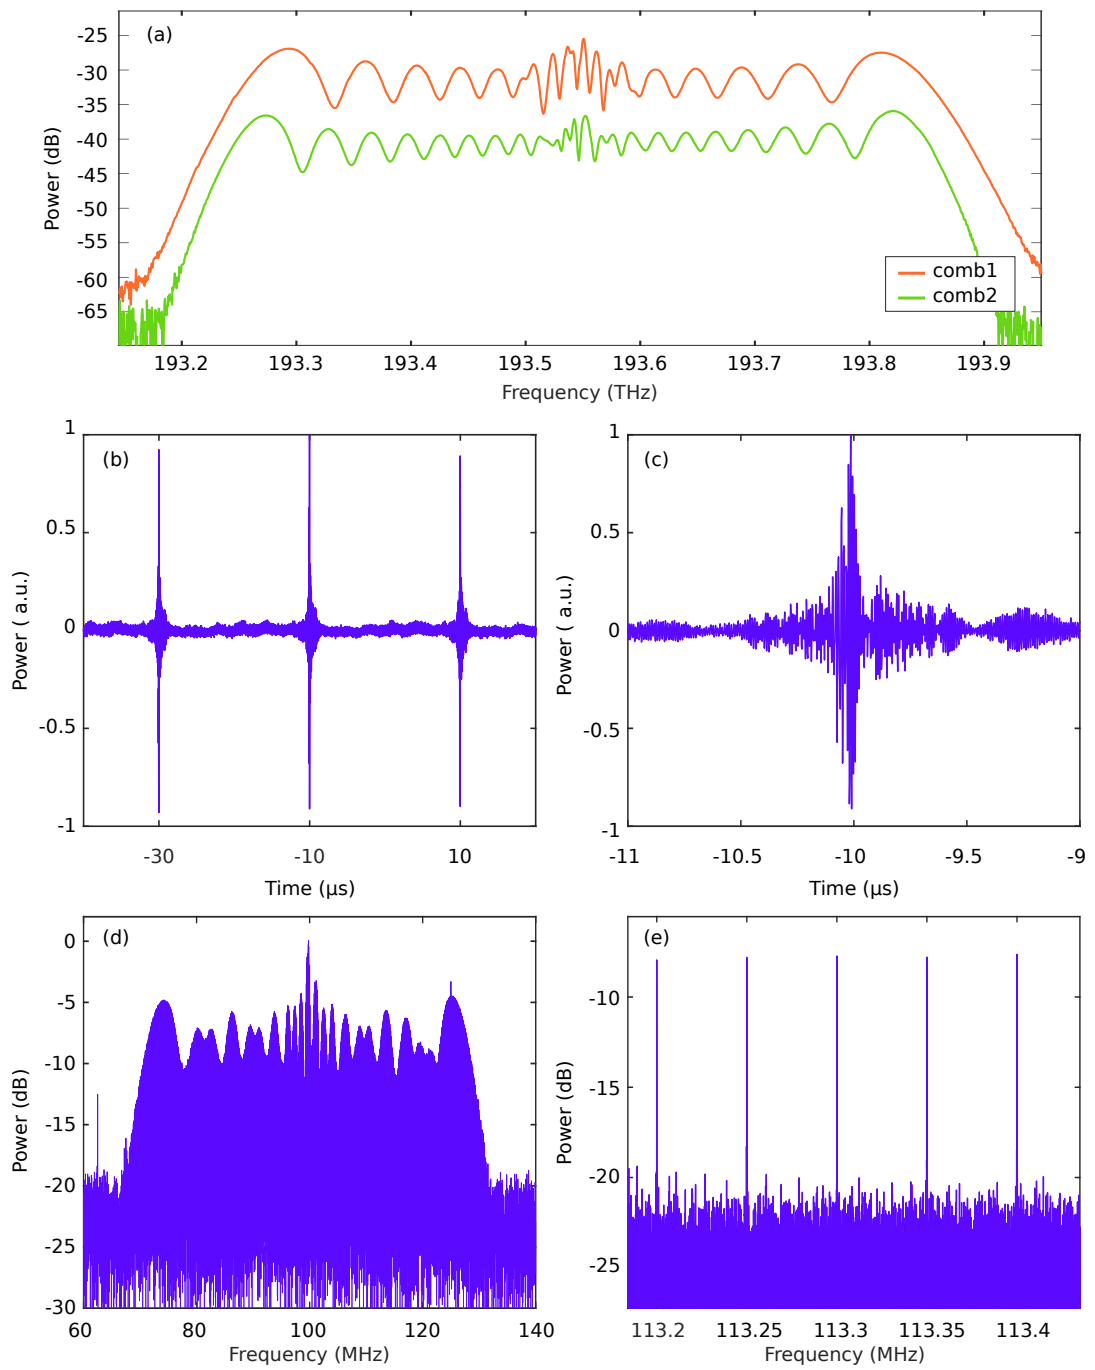 (a)
-25
-30
-35
-40
-45
-50
-55
-60
-65
Power (dB)
comb1
comb2
193.2 193.3 193.4 193.5 193.6 193.7 193.8 193.9
Frequency (THz)
(b)
1
0.5
0
-0.5
-1
Power ( a.u.)
-30 -10 10
Time (µs)
(c)
1
0.5
0
-0.5
-1
Power ( a.u.)
-11 -10.5 -10 -9.5 -9
Time (µs)
(d)
0
-5
-10
-15
-20
-25
-30
Power (dB)
60 80 100 120 140
Frequency (MHz)
(e)
-10
-15
-20
-25
Power (dB)
113.2 113.25 113.3 113.35 113.4
Frequency (MHz)